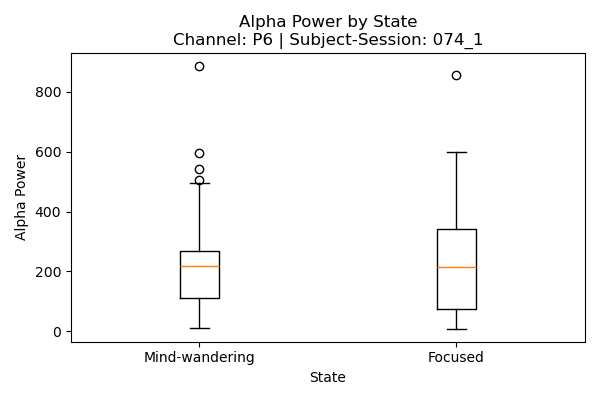 Alpha Power by State
Channel: P6 | Subject-Session: 074_1
Alpha Power
800
600
400
200
0
Mind-wandering
Focused
State